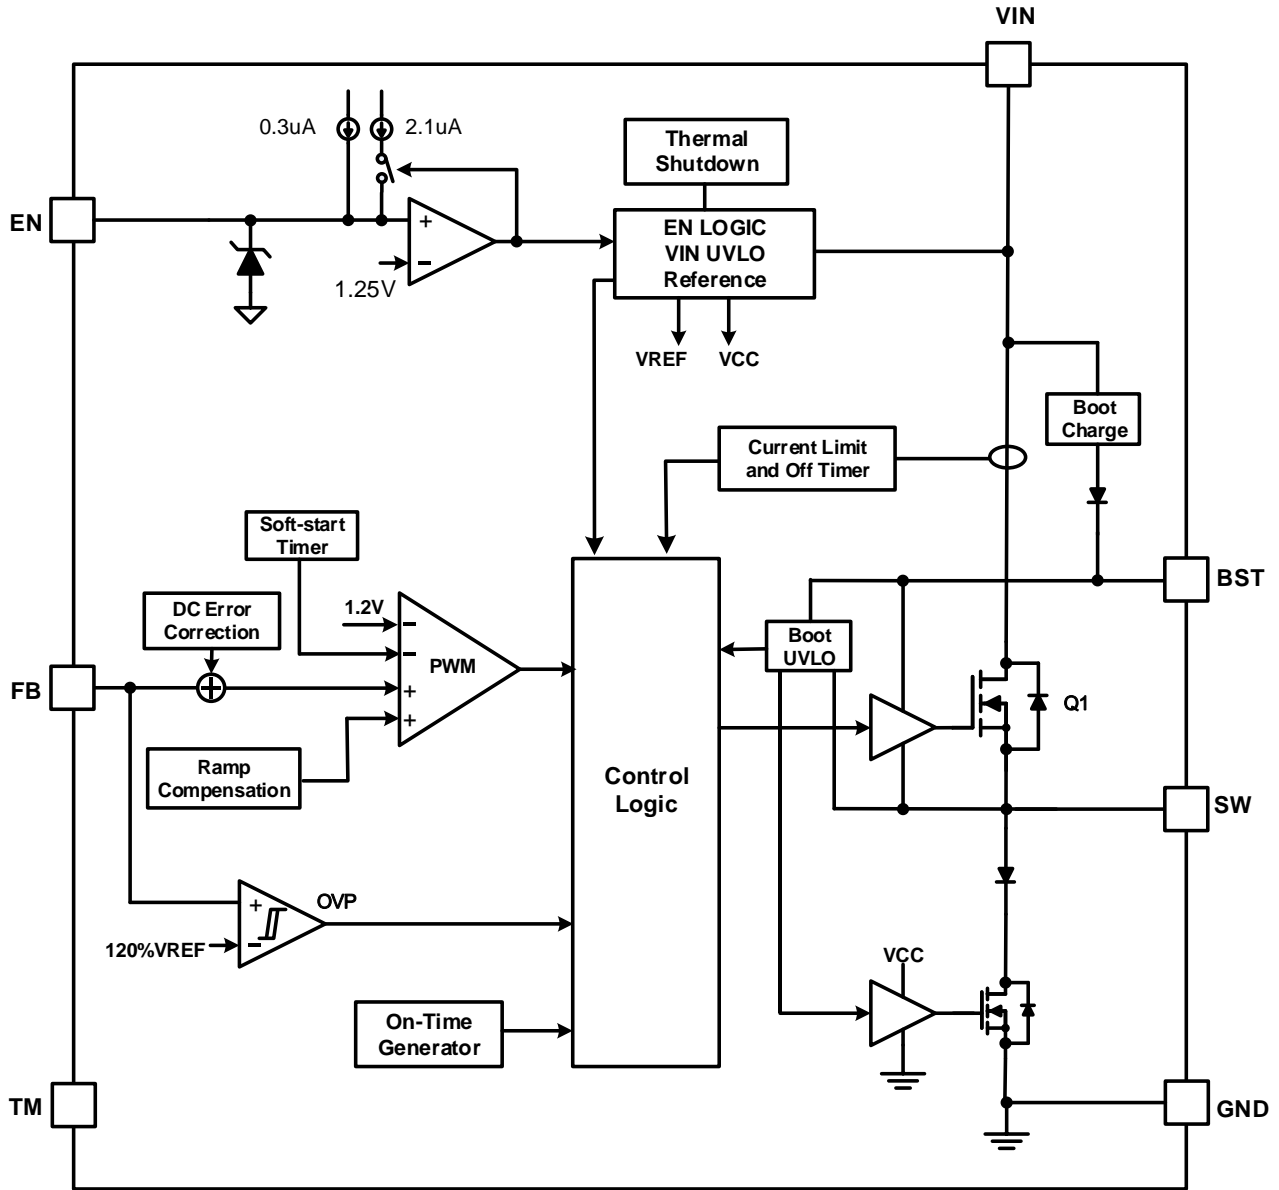 VIN
0.3uA
2.1uA
Thermal
Shutdown
EN
EN LOGIC
VIN UVLO
Reference
1.25V
VREF
VCC
Boot
Charge
Current Limit
and Off Timer
Soft-start
Timer
BST
DC Error
Correction
1.2V
PWM
Boot
UVLO
FB
Q1
Ramp
Compensation
Control
Logic
SW
OVP
120%VREF
VCC
On-Time
Generator
TM
GND